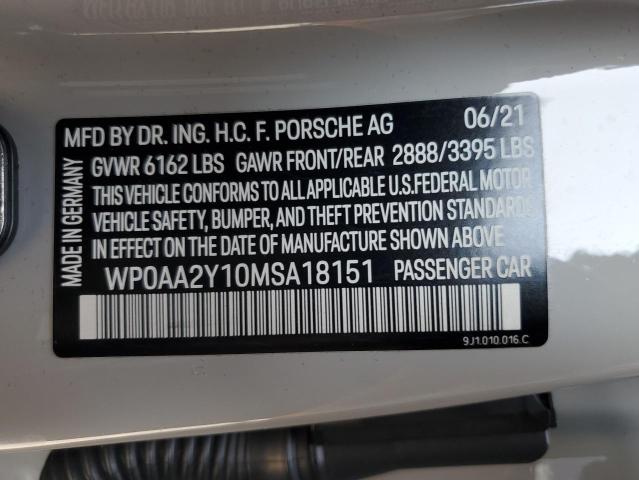 MFD BY DR. ING. H.C. F. PORSCHE AG 06/21
GVWR 6162 LBS GAWR FRONT/REAR 2888/3395 LBS
THIS VEHICLE CONFORMS TO ALL APPLICABLE U.S.FEDERAL MOTOR
VEHICLE SAFETY, BUMPER, AND THEFT PREVENTION STANDARDS
IN EFFECT ON THE DATE OF MANUFACTURE SHOWN ABOVE.
WP0AA2Y10MSA18151 PASSENGER CAR
9J1.010.016.C
MADE IN GERMANY